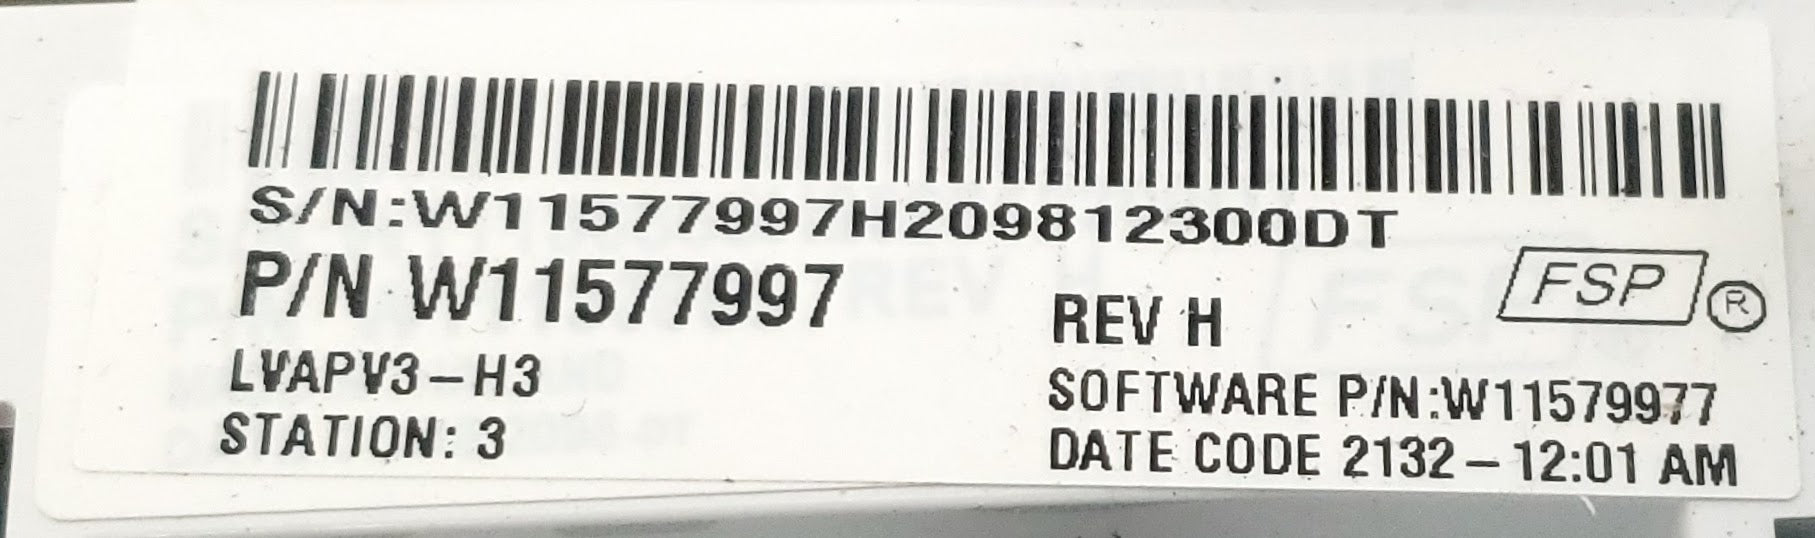 S/N:W11577997H209812300DT
P/N W11577997
REV H
FSP ®
LVAPV3-H3
SOFTWARE P/N:W11579977
STATION: 3
DATE CODE 2132-12:01 AM